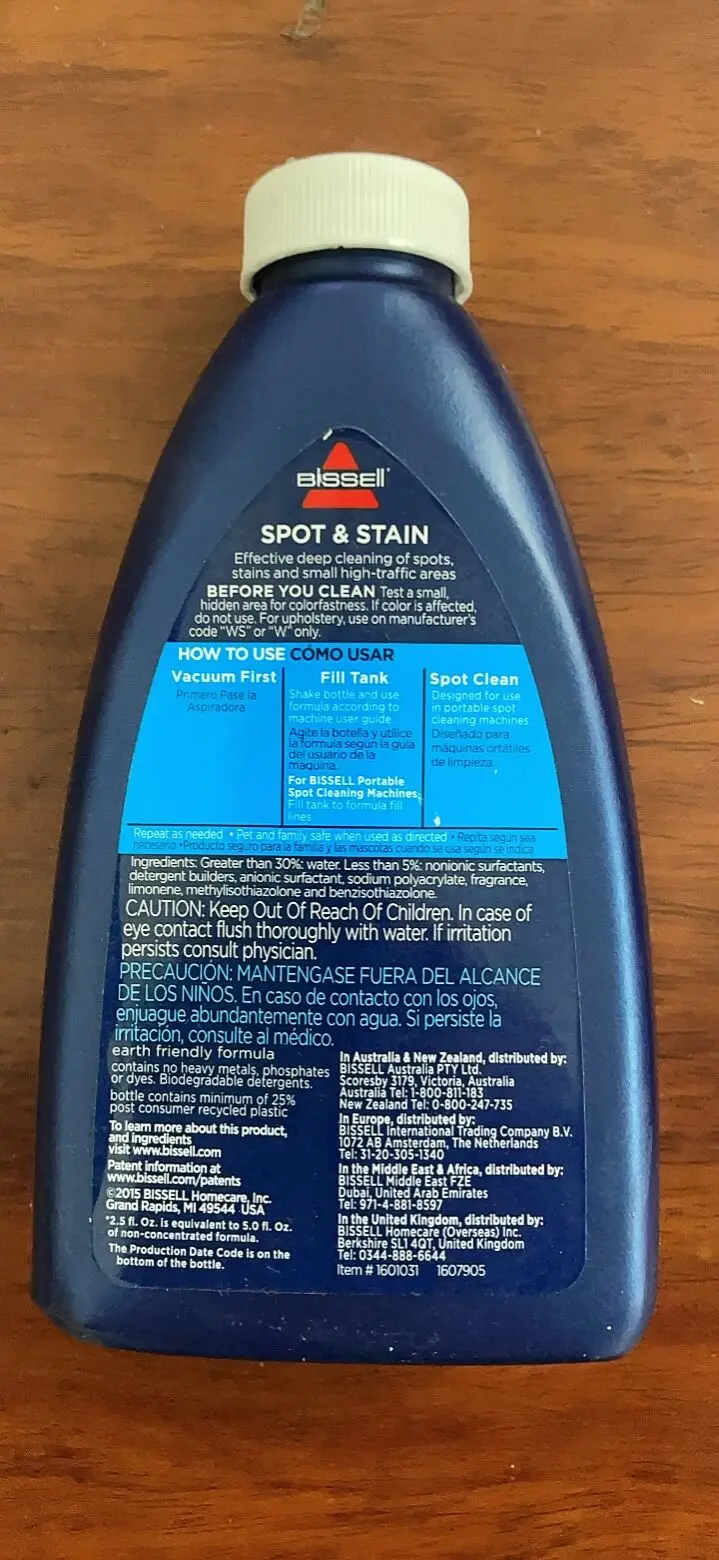 BISSELL
SPOT & STAIN
Effective deep cleaning of spots,
stains and small high-traffic areas
BEFORE YOU CLEAN Test a small,
hidden area for colorfastness. If color is affected,
do not use. For upholstery, use on manufacturer's
code "WS" or "W" only.
HOW TO USE CÓMO USAR
Vacuum First
Primero Pase la
Aspiradora
Fill Tank
Shake bottle and use
formula according to
machine user guide.
Agite la botella y utilice
la fórmula según la guía
del usuario de la
maquina.
For BISSELL Portable
Spot Cleaning Machines
Fill tank to formula fill
lines
Spot Clean
Designed for use
in portable spot
cleaning machines
Diseñado para
máquinas ortátiles
de limpieza.
Repeat as needed • Pet and family safe when used as directed • Repita según sea
necesario •Producto seguro para la familia y las mascotas cuando se usa según se indica
Ingredients: Greater than 30%: water. Less than 5%: nonionic surfactants,
detergent builders, anionic surfactant, sodium polyacrylate, fragrance,
limonene, methylisothiazolone and benzisothiazolone.
CAUTION: Keep Out Of Reach Of Children. In case of
eye contact flush thoroughly with water. If irritation
persists consult physician.
PRECAUCIÓN: MANTENGASE FUERA DEL ALCANCE
DE LOS NIÑOS. En caso de contacto con los ojos,
enjuague abundantemente con agua. Si persiste la
irritación, consulte al médico.
earth friendly formula
contains no heavy metals, phosphates
or dyes. Biodegradable detergents.
bottle contains minimum of 25%
post consumer recycled plastic
To learn more about this product,
and ingredients
visit www.bissell.com
Patent information at
www.bissell.com/patents
©2015 BISSELL Homecare, Inc.
Grand Rapids, MI 49544 USA
*2.5 fl. Oz. is equivalent to 5.0 fl. Oz.
of non-concentrated formula.
The Production Date Code is on the
bottom of the bottle.
In Australia & New Zealand, distributed by:
BISSELL Australia PTY Ltd.
Scoresby 3179, Victoria, Australia
Australia Tel: 1-800-811-183
New Zealand Tel: 0-800-247-735
In Europe, distributed by:
BISSELL International Trading Company B.V.
1072 AB Amsterdam, The Netherlands
Tel: 31-20-305-1340
In the Middle East & Africa, distributed by:
BISSELL Middle East FZE
Dubai, United Arab Emirates
Tel: 971-4-881-8597
In the United Kingdom, distributed by:
BISSELL Homecare (Overseas) Inc.
Berkshire SL1 4QT, United Kingdom
Tel: 0344-888-6644
Item # 1601031 1607905